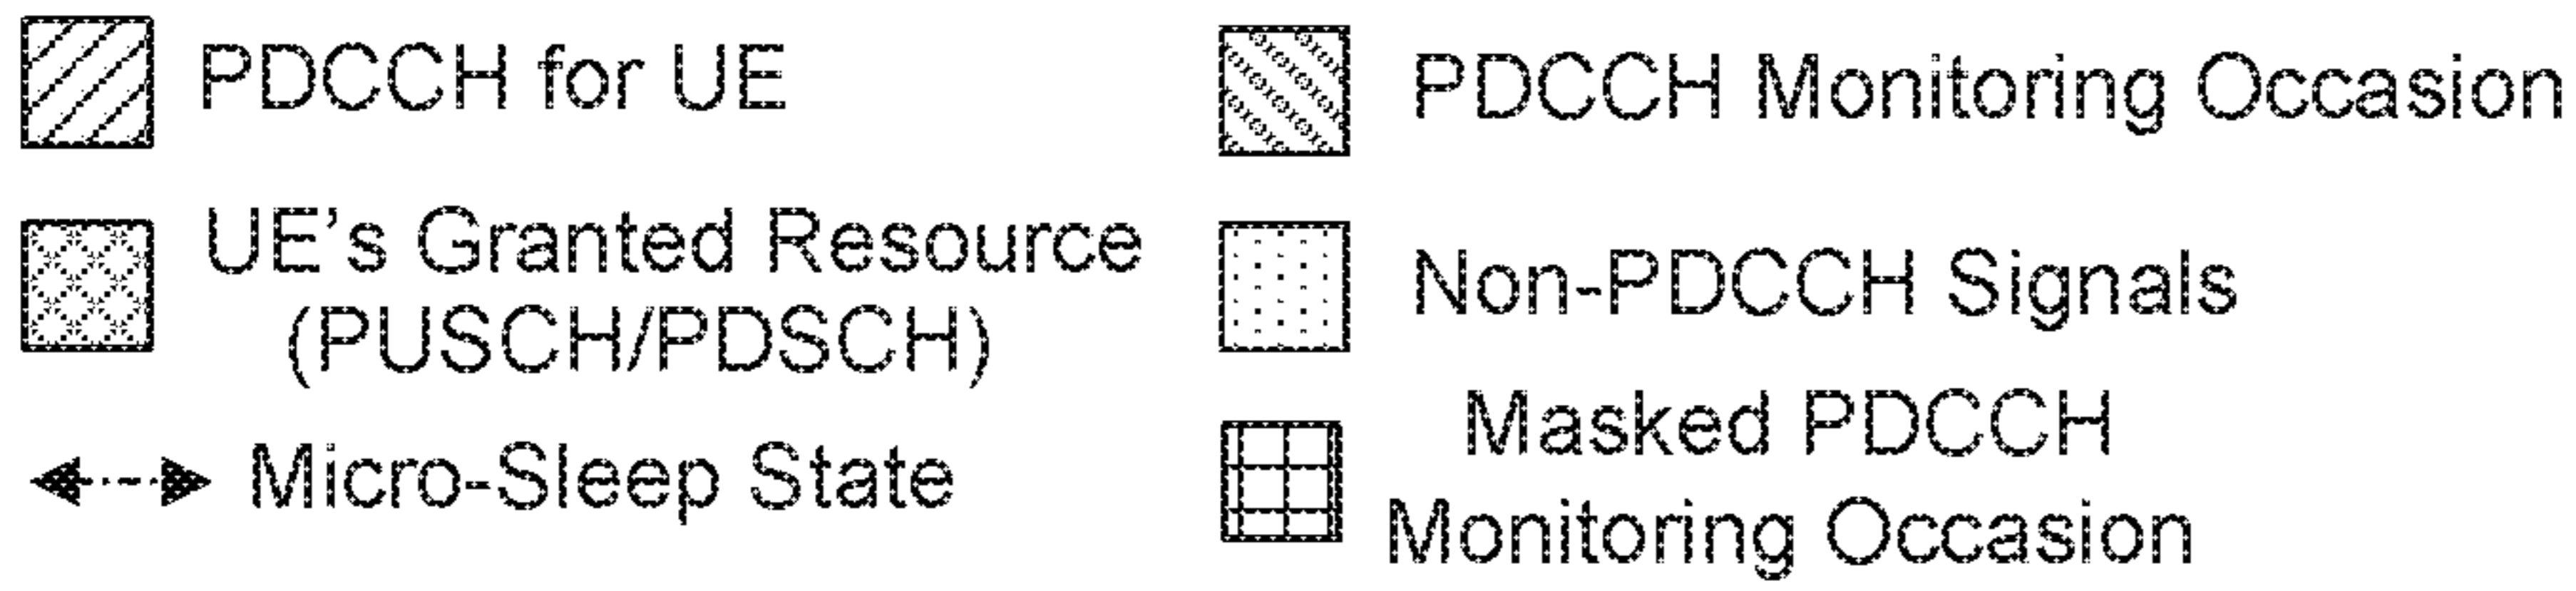 PDCCH for UE
UE's Granted Resource
(PUSCH/PDSCH)
Micro-Sleep State
PDCCH Monitoring Occasion
Non-PDCCH Signals
Masked PDCCH
Monitoring Occasion